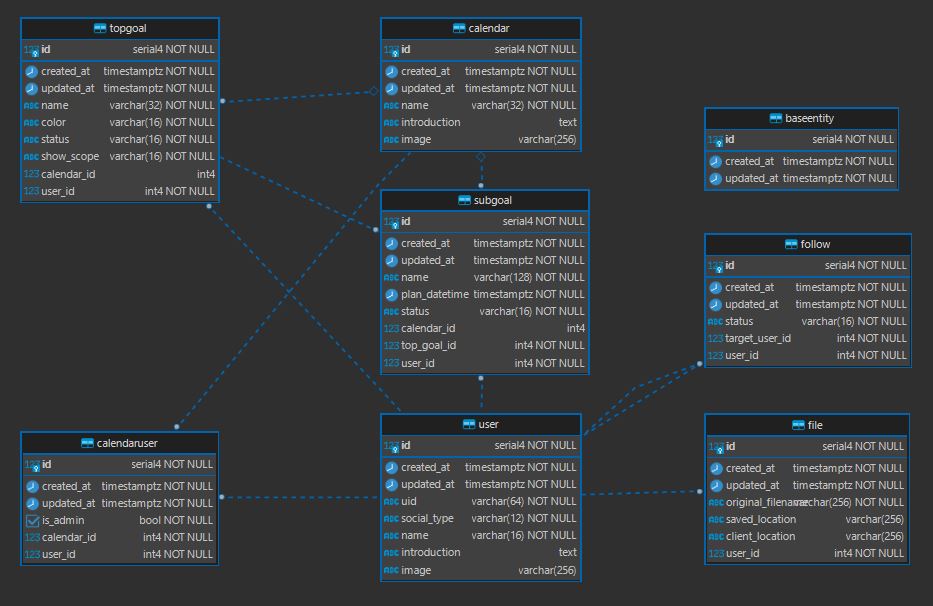 topgoal
id serial4 NOT NULL
created_at timestamptz NOT NULL
updated_at timestamptz NOT NULL
name varchar(32) NOT NULL
color varchar(16) NOT NULL
status varchar(16) NOT NULL
show_scope varchar(16) NOT NULL
calendar_id int4
user_id int4 NOT NULL
calendar
id serial4 NOT NULL
created_at timestamptz NOT NULL
updated_at timestamptz NOT NULL
name varchar(32) NOT NULL
introduction text
image varchar(256)
baseentity
id serial4 NOT NULL
created_at timestamptz NOT NULL
updated_at timestamptz NOT NULL
subgoal
id serial4 NOT NULL
created_at timestamptz NOT NULL
updated_at timestamptz NOT NULL
name varchar(128) NOT NULL
plan_datetime timestamptz NOT NULL
status varchar(16) NOT NULL
calendar_id int4
top_goal_id int4 NOT NULL
user_id int4 NOT NULL
follow
id serial4 NOT NULL
created_at timestamptz NOT NULL
updated_at timestamptz NOT NULL
status varchar(16) NOT NULL
target_user_id int4 NOT NULL
user_id int4 NOT NULL
calendaruser
id serial4 NOT NULL
created_at timestamptz NOT NULL
updated_at timestamptz NOT NULL
is_admin bool NOT NULL
calendar_id int4 NOT NULL
user_id int4 NOT NULL
user
id serial4 NOT NULL
created_at timestamptz NOT NULL
updated_at timestamptz NOT NULL
uid varchar(64) NOT NULL
social_type varchar(12) NOT NULL
name varchar(16) NOT NULL
introduction text
image varchar(256)
file
id serial4 NOT NULL
created_at timestamptz NOT NULL
updated_at timestamptz NOT NULL
original_filename varchar(256) NOT NULL
saved_location varchar(256)
client_location varchar(256)
user_id int4 NOT NULL